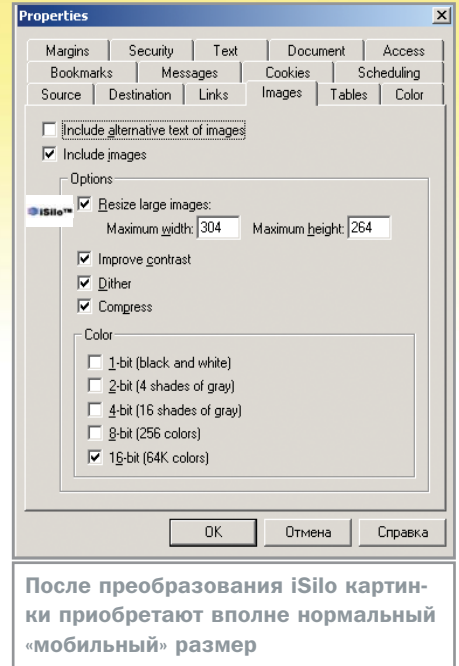 Properties
Margins Security Text Document Access
Bookmarks Messages Cookies Scheduling
Source Destination Links Images Tables Color
Include alternative text of images
Include images
Options
iSilo™
Resize large images:
Maximum width: 304 Maximum height: 264
Improve contrast
Dither
Compress
Color
1-bit (black and white)
2-bit (4 shades of gray)
4-bit (16 shades of gray)
8-bit (256 colors)
16-bit (64K colors)
OK Отмена Справка
После преобразования iSilo картин-
ки приобретают вполне нормальный
«мобильный» размер